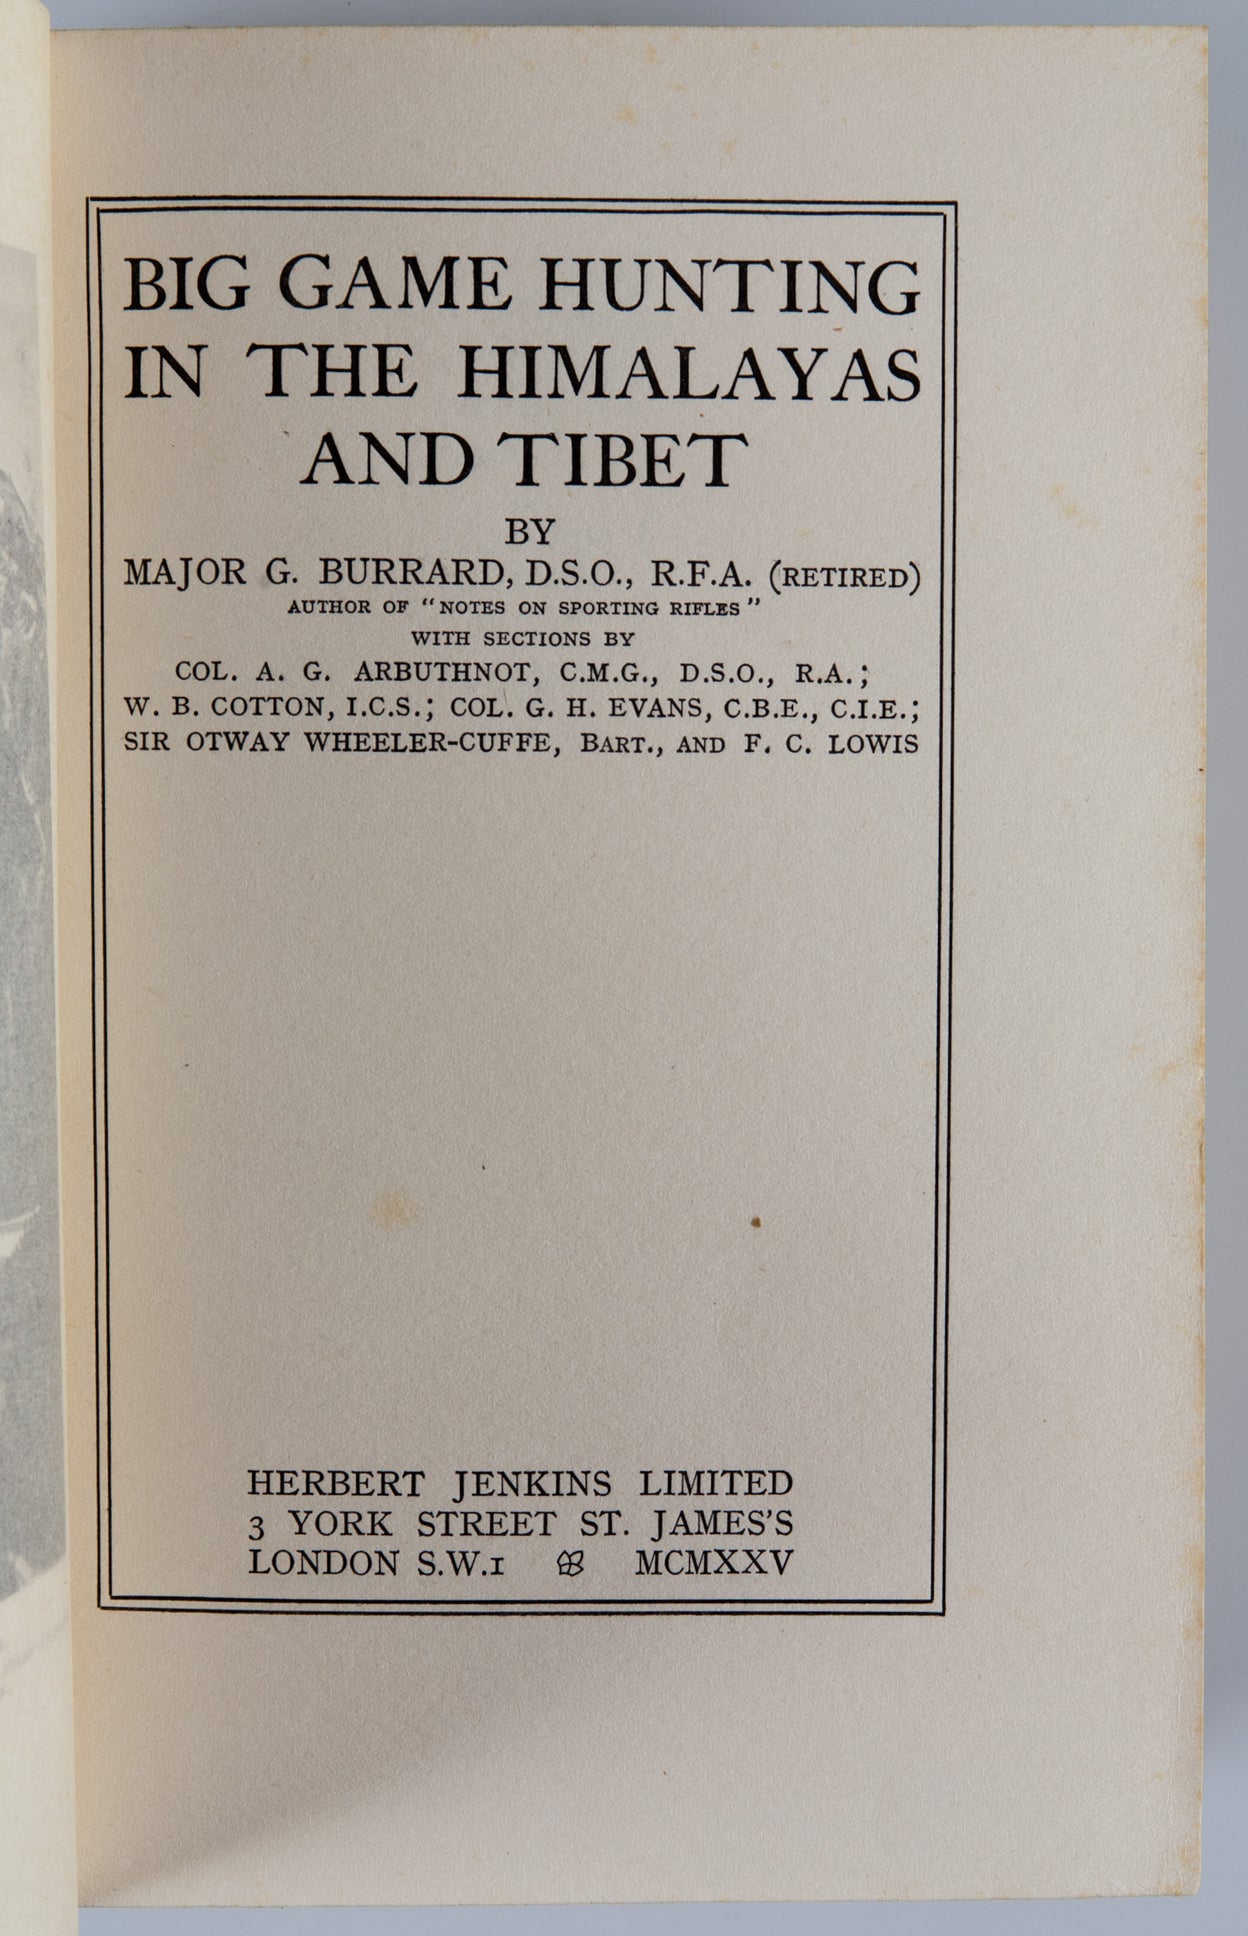 BIG GAME HUNTING
IN THE HIMALAYAS
AND TIBET
BY
MAJOR G. BURRARD, D.S.O., R.F.A. (RETIRED)
AUTHOR OF "NOTES ON SPORTING RIFLES"
WITH SECTIONS BY
COL. A. G. ARBUTHNOT, C.M.G., D.S.O., R.A.;
W. B. COTTON, I.C.S.; COL. G. H. EVANS, C.B.E., C.I.E.;
SIR OTWAY WHEELER-CUFFE, BART., AND F. C. LOWIS
HERBERT JENKINS LIMITED
3 YORK STREET ST. JAMES'S
LONDON S.W.1 MCMXXV